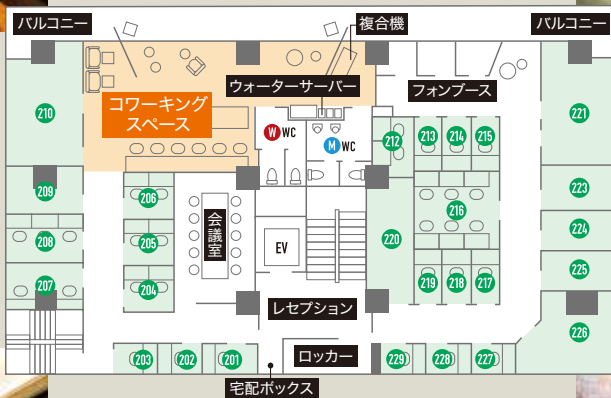 バルコニー
複合機
バルコニー
ウォーターサーバー
フォンブース
コワーキング
スペース
210
221
W WC
M WC
212
213
214
215
209
206
223
216
208
205
会議室
EV
220
224
207
204
219
218
217
225
レセプション
226
203
202
201
ロッカー
229
228
227
宅配ボックス